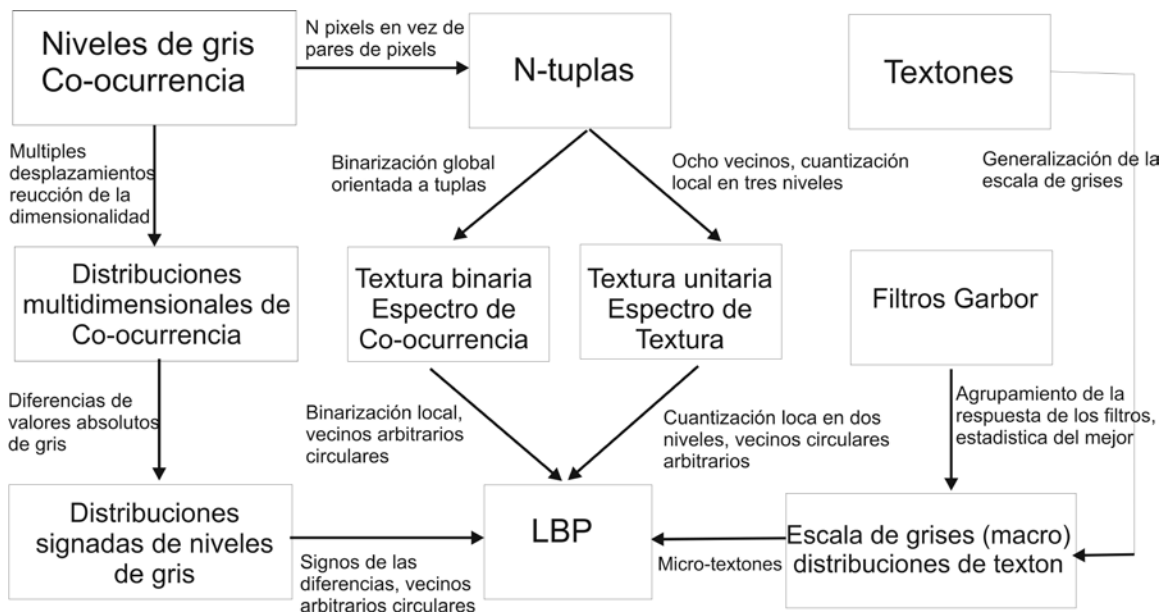 Niveles de gris
Co-ocurrencia
N pixels en vez de
pares de pixels
N-tuplas
Textones
Multiples
desplazamientos
reucción de la
dimensionalidad
Binarización global
orientada a tuplas
Ocho vecinos, cuantización
local en tres niveles
Generalización de la
escala de grises
Distribuciones
multidimensionales de
Co-ocurrencia
Textura binaria
Espectro de
Co-ocurrencia
Textura unitaria
Espectro de
Textura
Filtros Garbor
Diferencias de
valores absolutos
de gris
Binarización local,
vecinos arbitrarios
circulares
Cuantización loca en dos
niveles, vecinos circulares
arbitrarios
Agrupamiento de la
respuesta de los filtros,
estadistica del mejor
Distribuciones
signadas de niveles
de gris
Signos de las
diferencias, vecinos
arbitrarios circulares
LBP
Micro-textones
Escala de grises (macro)
distribuciones de texton